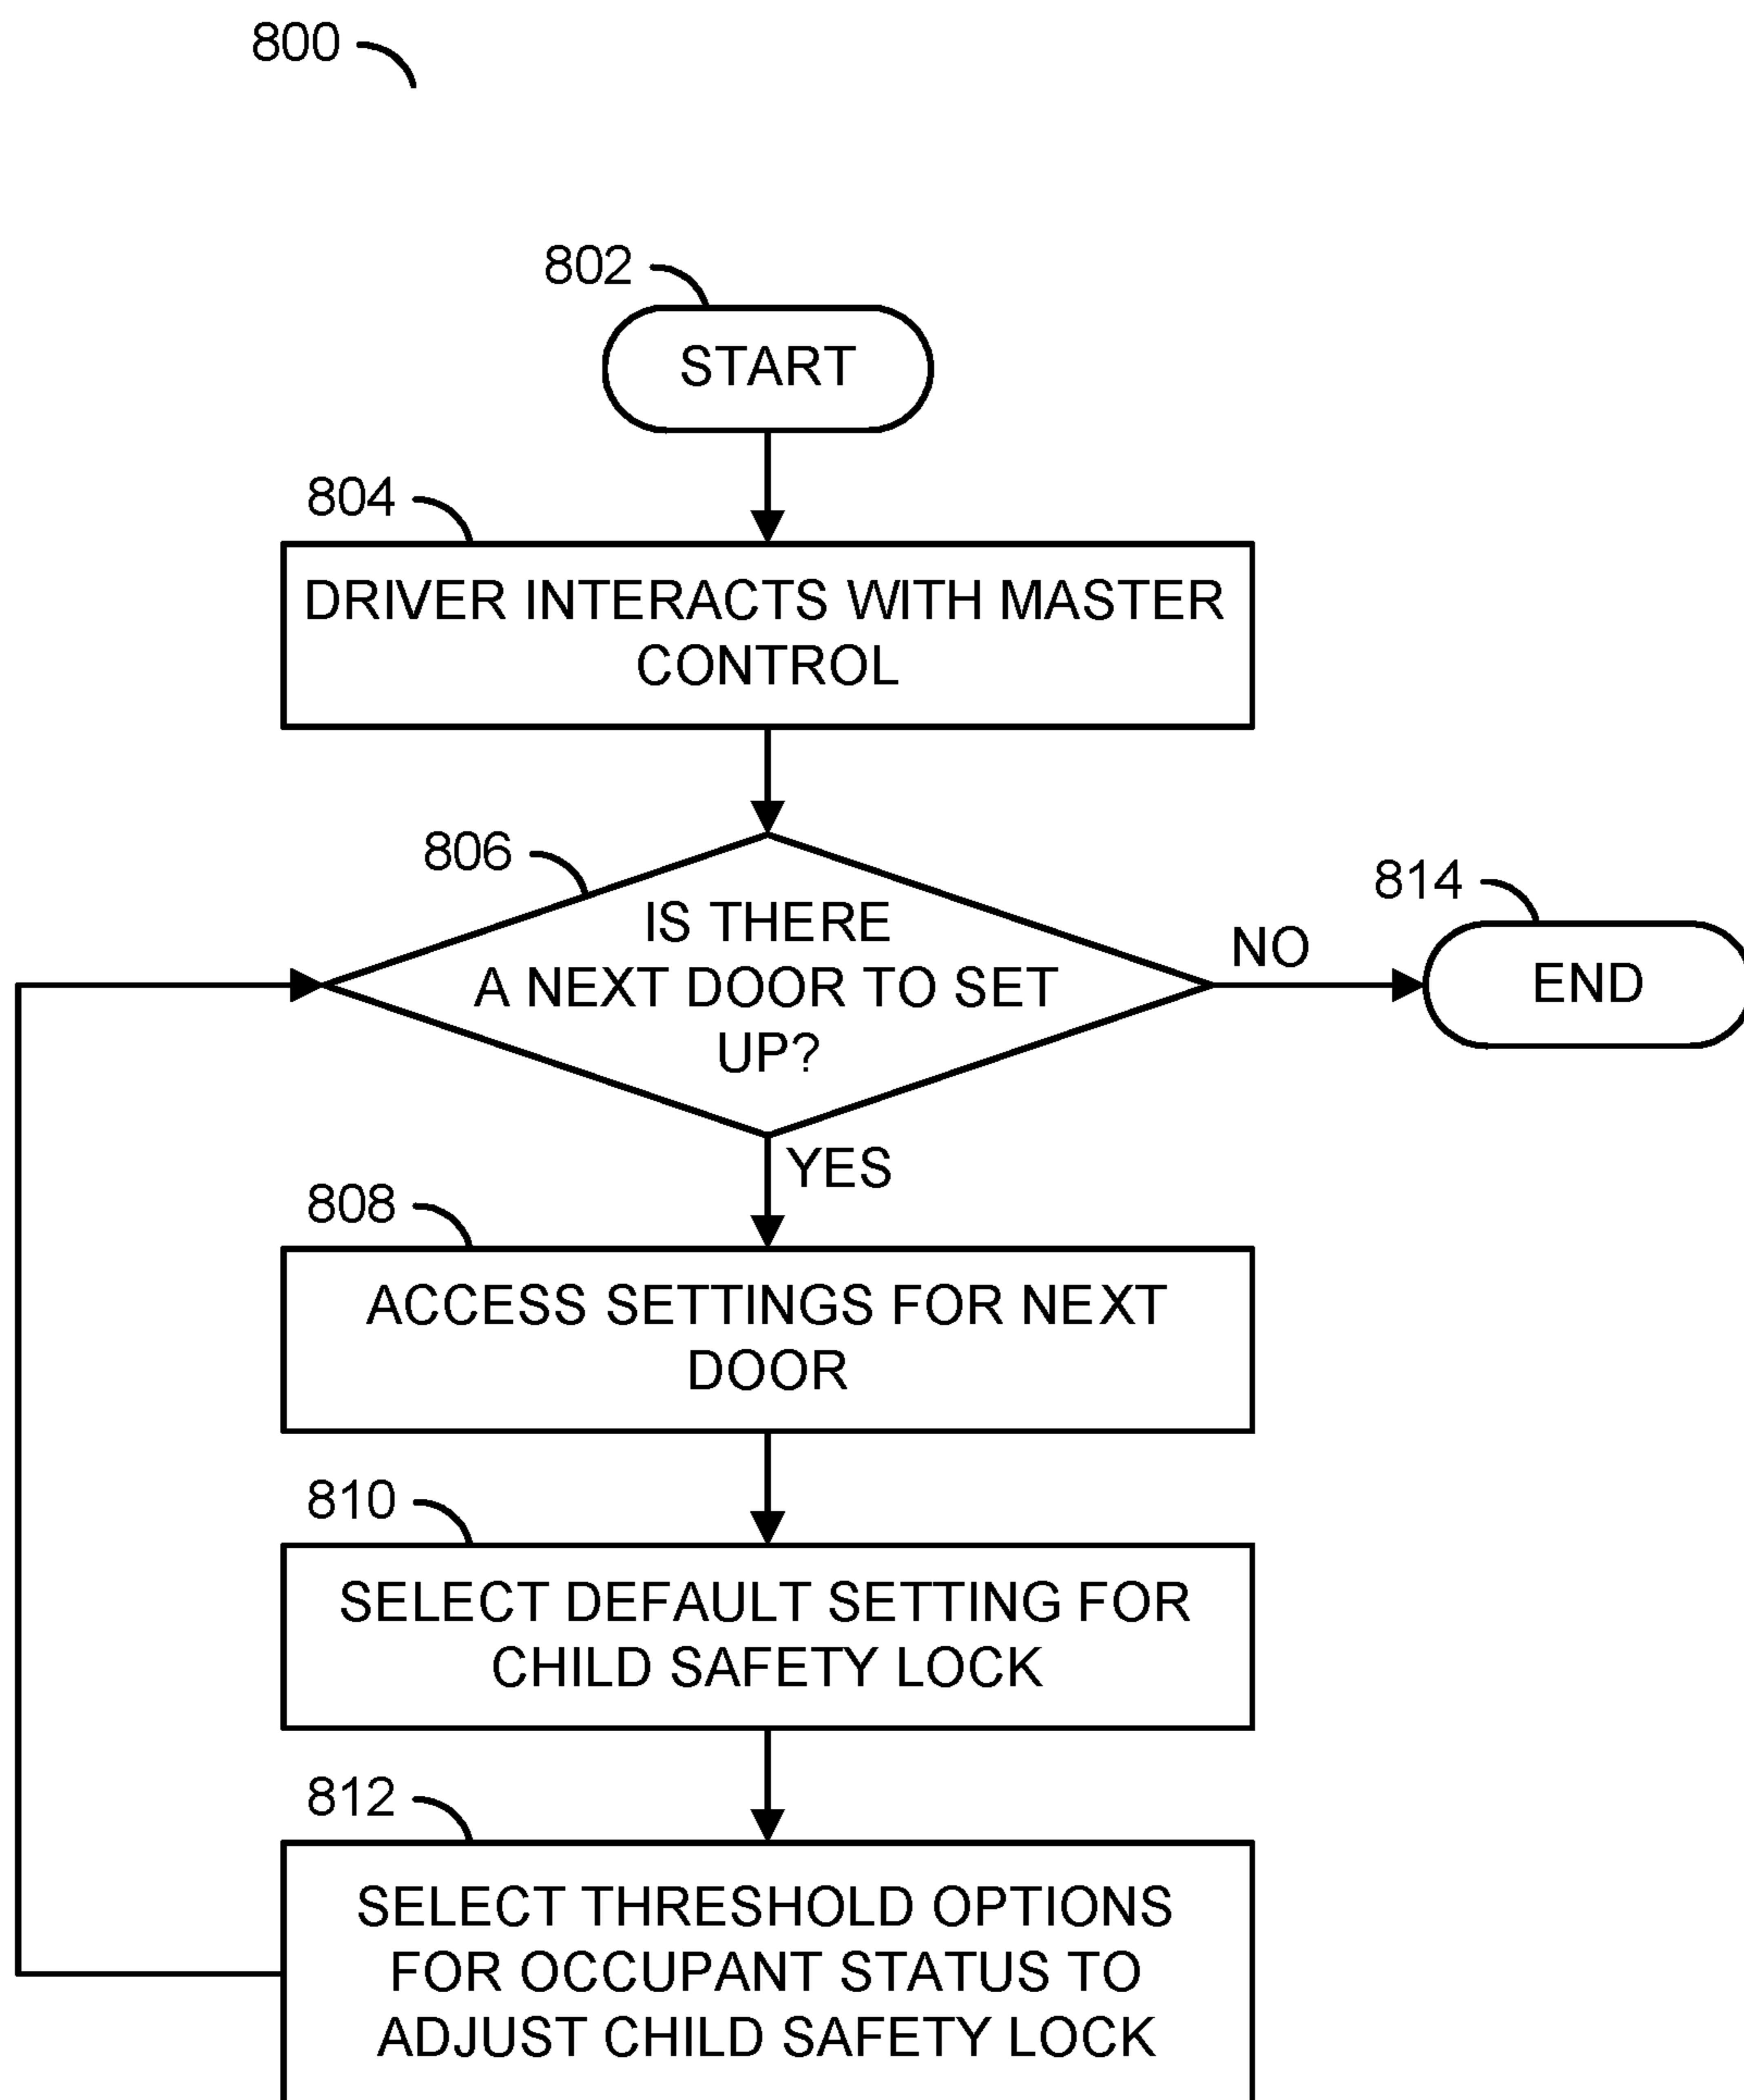 800
802
START
804
DRIVER INTERACTS WITH MASTER
CONTROL
806
IS THERE
A NEXT DOOR TO SET
UP?
NO
814
END
YES
808
ACCESS SETTINGS FOR NEXT
DOOR
810
SELECT DEFAULT SETTING FOR
CHILD SAFETY LOCK
812
SELECT THRESHOLD OPTIONS
FOR OCCUPANT STATUS TO
ADJUST CHILD SAFETY LOCK